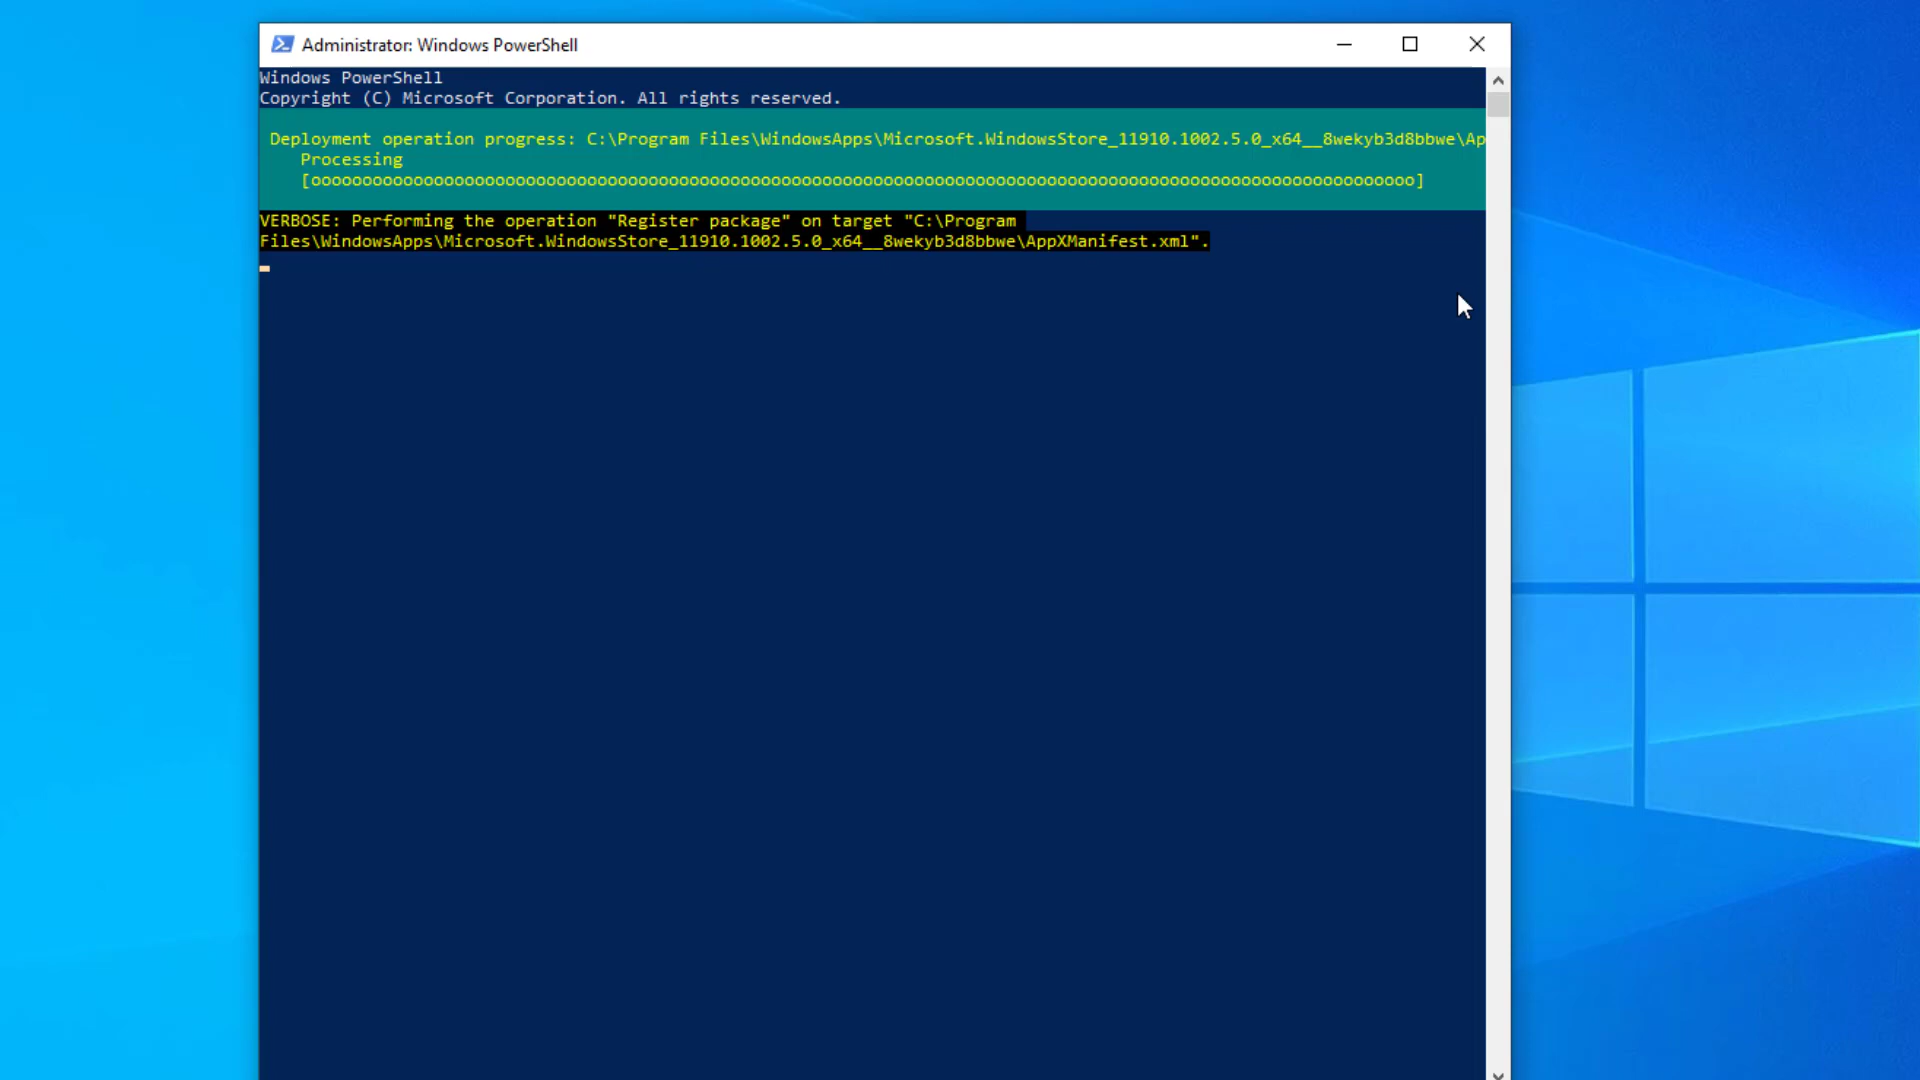 Administrator: Windows PowerShell
Windows PowerShell
Copyright (C) Microsoft Corporation. All rights reserved.
Deployment operation progress: C:\Program Files\WindowsApps\Microsoft.WindowsStore_11910.1002.5.0_x64__8wekyb3d8bbwe\Ap
Processing
[oooooooooooooooooooooooooooooooooooooooooooooooooooooooooooooooooooooooooooooooooooooooooooooooooooooooooooo]
VERBOSE: Performing the operation "Register package" on target "C:\Program
Files\WindowsApps\Microsoft.WindowsStore_11910.1002.5.0_x64__8wekyb3d8bbwe\AppXManifest.xml".